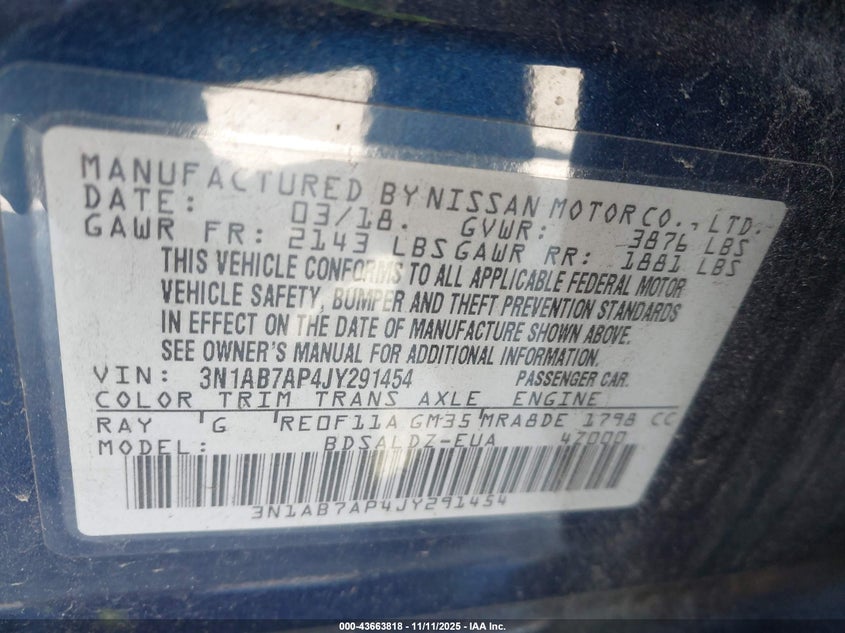 MANUFACTURED BY NISSAN MOTOR CO., LTD.
DATE: 03/18. GVWR: 3876 LBS
GAWR FR: 2143 LBS GAWR RR: 1881 LBS
THIS VEHICLE CONFORMS TO ALL APPLICABLE FEDERAL MOTOR
VEHICLE SAFETY, BUMPER AND THEFT PREVENTION STANDARDS
IN EFFECT ON THE DATE OF MANUFACTURE SHOWN ABOVE.
SEE OWNER'S MANUAL FOR ADDITIONAL INFORMATION.
VIN: 3N1AB7AP4JY291454 PASSENGER CAR.
COLOR TRIM TRANS AXLE ENGINE
RAY G RE0F11A GM35 MRA8DE 1798 CC
MODEL: BDSALDZ-EUA 47000
3N1AB7AP4JY291454
000-43663818 - 11/11/2025 - IAA Inc.